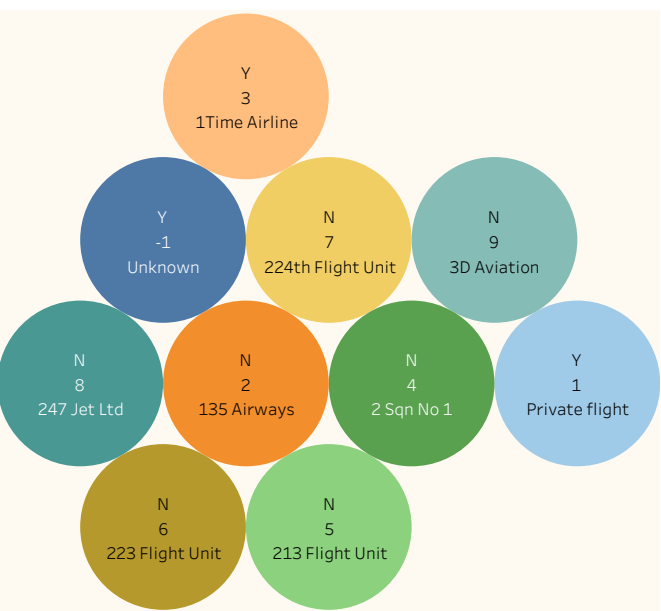 Y
3
1Time Airline
Y
-1
Unknown
N
7
224th Flight Unit
N
9
3D Aviation
N
8
247 Jet Ltd
N
2
135 Airways
N
4
2 Sqn No 1
Y
1
Private flight
N
6
223 Flight Unit
N
5
213 Flight Unit